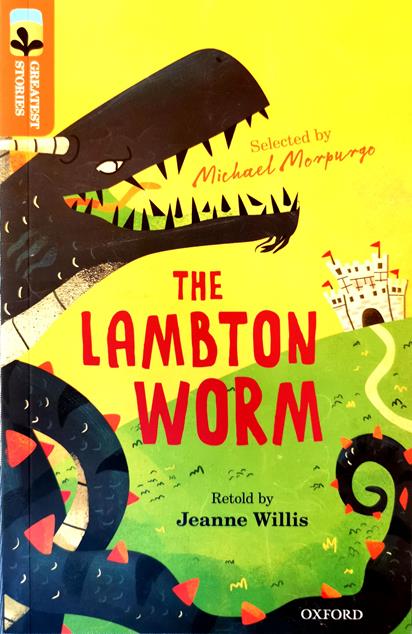 GREATEST
STORIES
Selected by
Michael Morpurgo
THE
LAMBTON
WORM
Retold by
Jeanne Willis
OXFORD